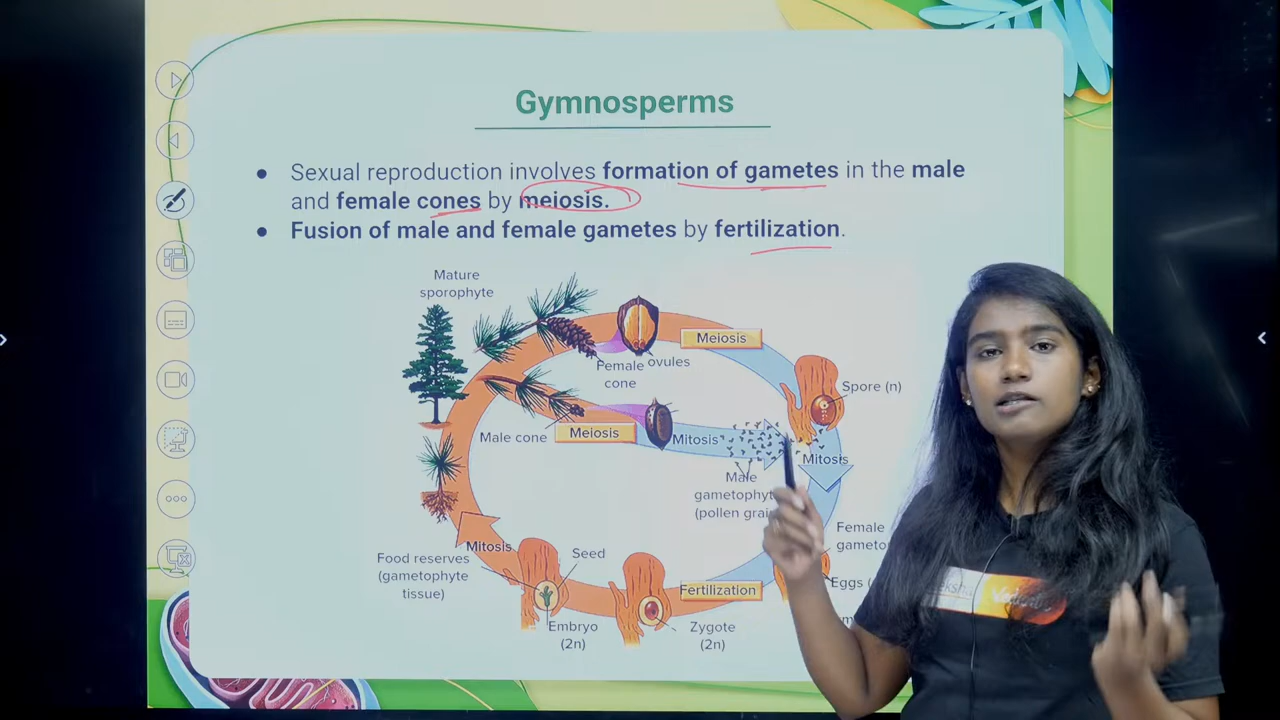 Gymnosperms
● Sexual reproduction involves formation of gametes in the male
and female cones by meiosis.
● Fusion of male and female gametes by fertilization.
Mature
sporophyte
Meiosis
Female ovules
cone
Spore (n)
Male cone
Meiosis
Mitosis
Mitosis
Male
(pollen
Female
Mitosis
Food reserves
(gametophyte
tissue)
Seed
Fertilization
Eggs
Embryo
(2n)
Zygote
(2n)